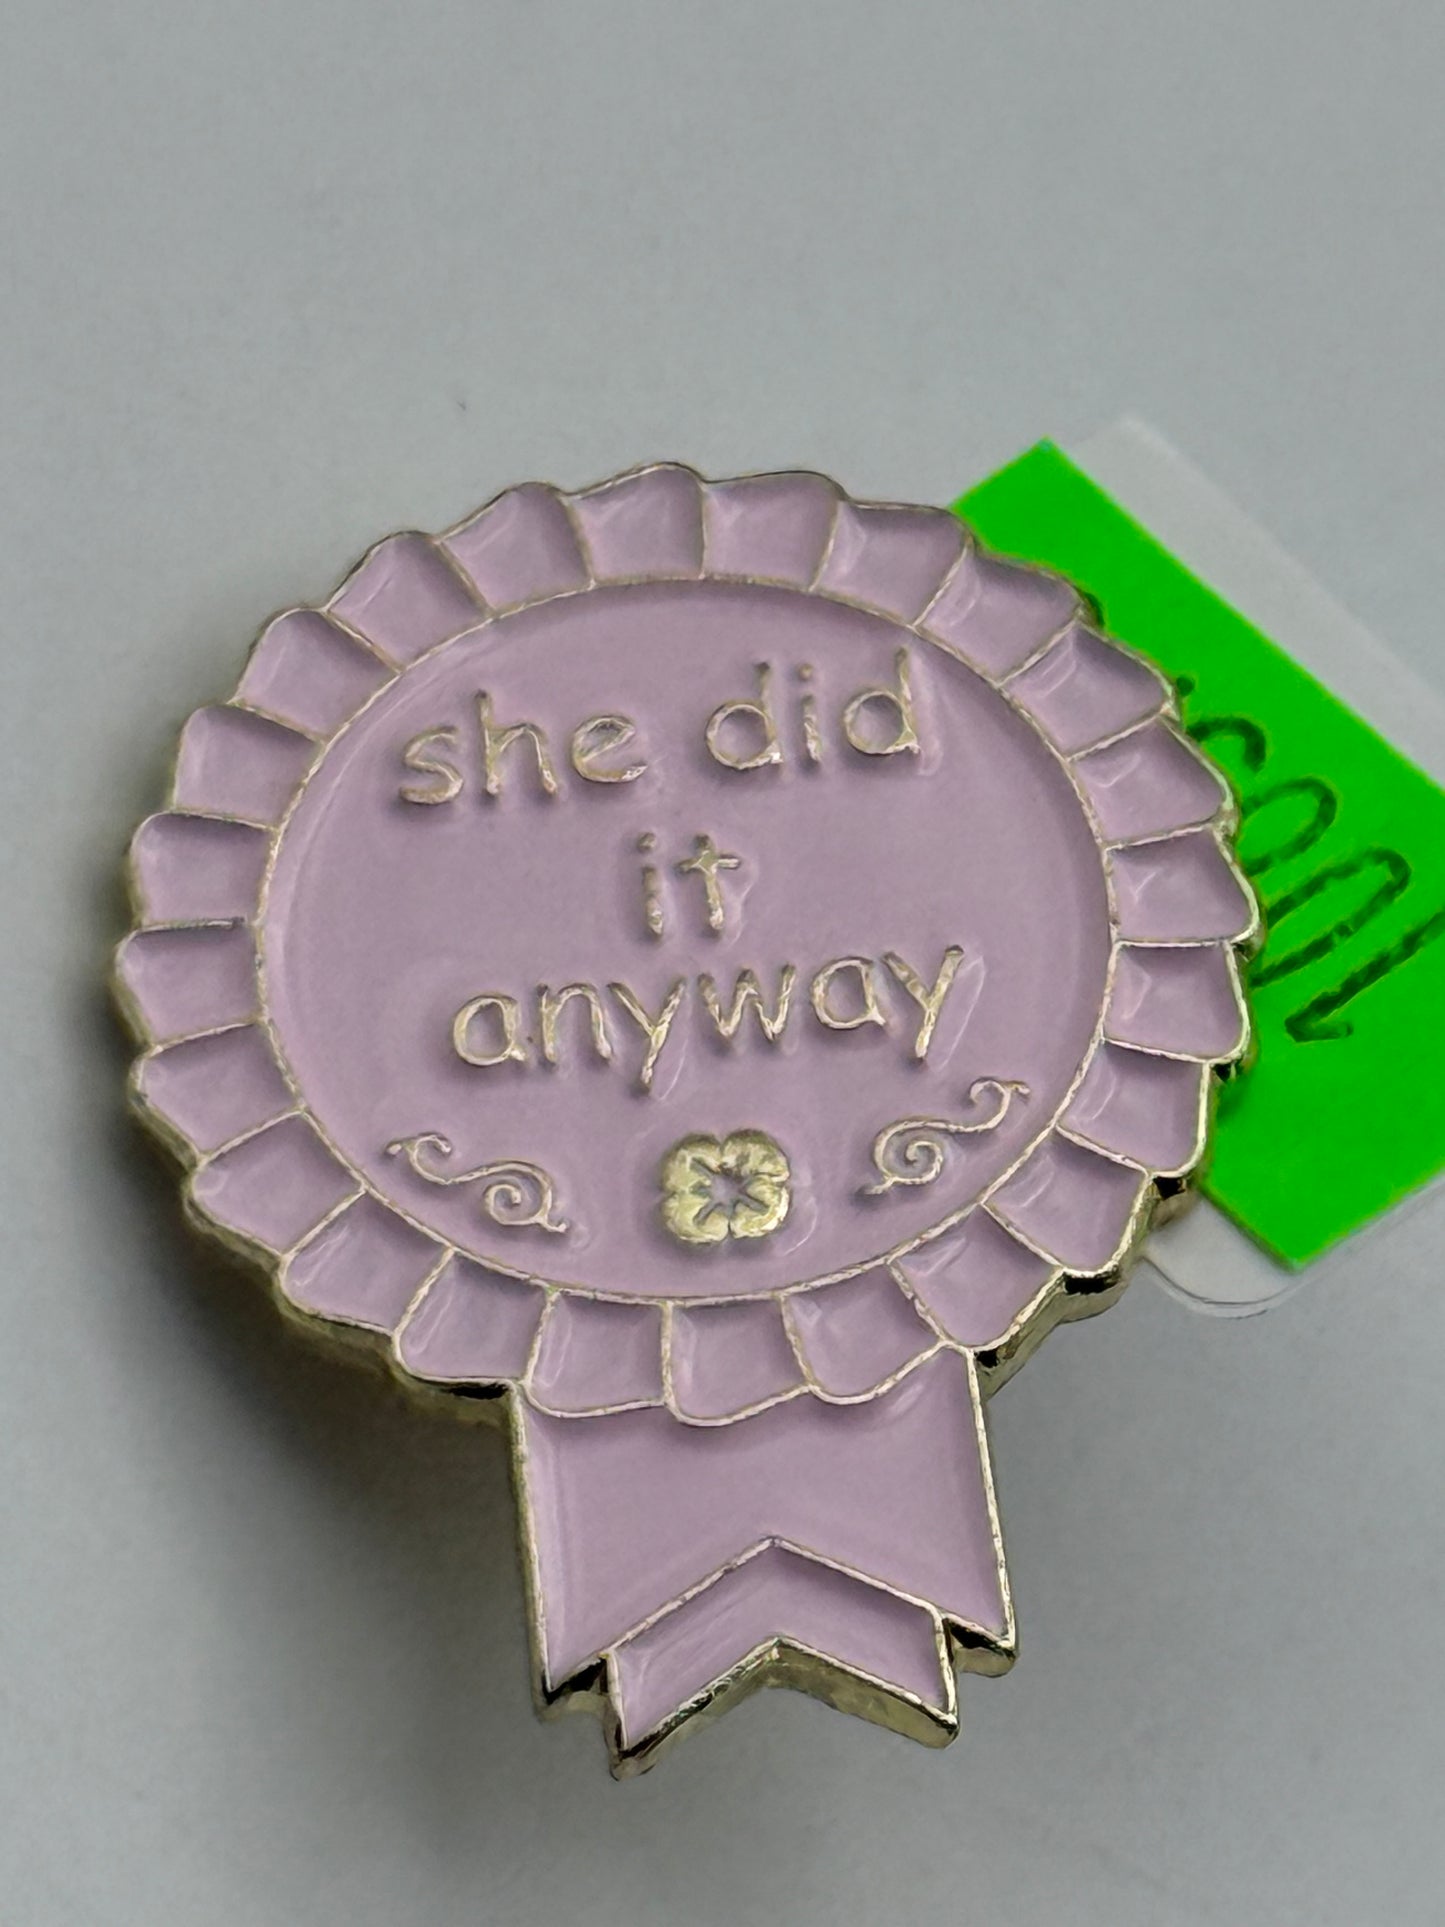 she did
it
anyway